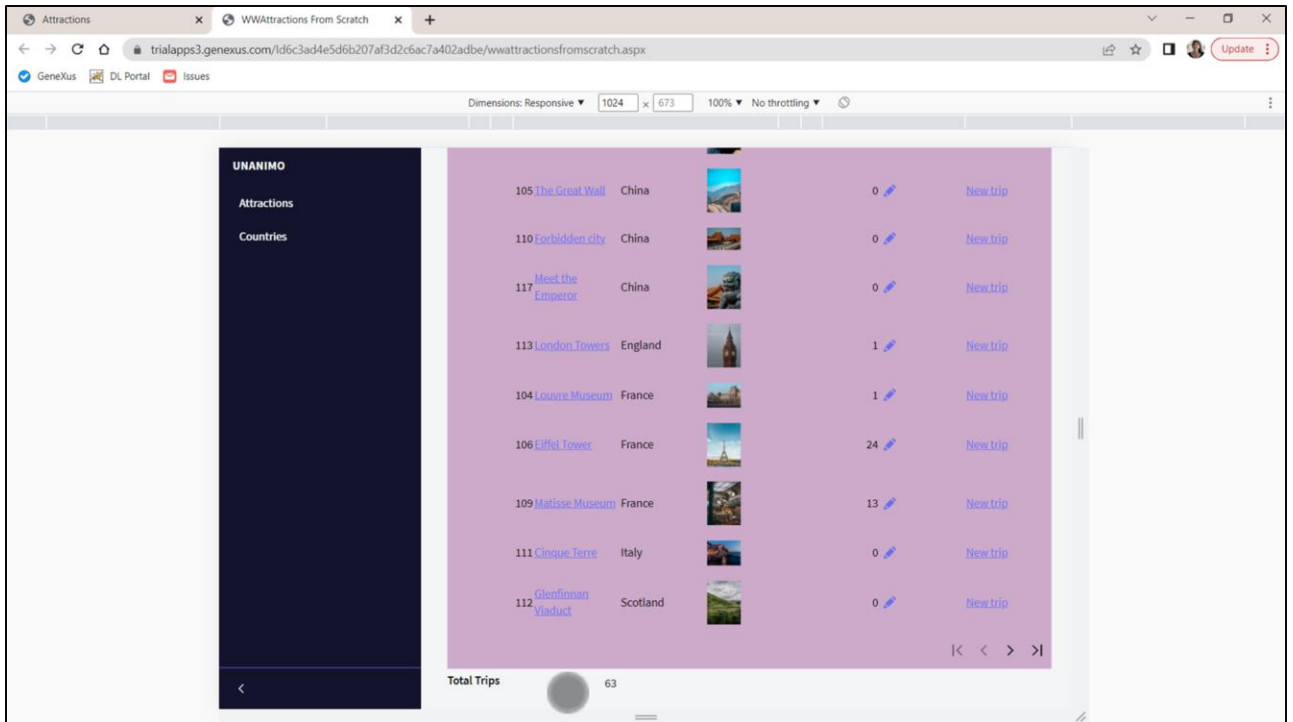 Attractions
WWAttractions From Scratch
trialapps3.genexus.com/Id6c3ad4e5d6b207af3d2c6ac7a402adbe/wwattractionsfromscratch.aspx
Update
GeneXus DL Portal Issues
Dimensions: Responsive 1024 x 673 100% No throttling
UNANIMO
Attractions
Countries
105 The Great Wall China 0 New trip
110 Forbidden city China 0 New trip
117 Meet the Emperor China 0 New trip
113 London Towers England 1 New trip
104 Louvre Museum France 1 New trip
106 Eiffel Tower France 24 New trip
109 Matisse Museum France 13 New trip
111 Cinque Terre Italy 0 New trip
112 Glenfinnan Viaduct Scotland 0 New trip
Total Trips 63